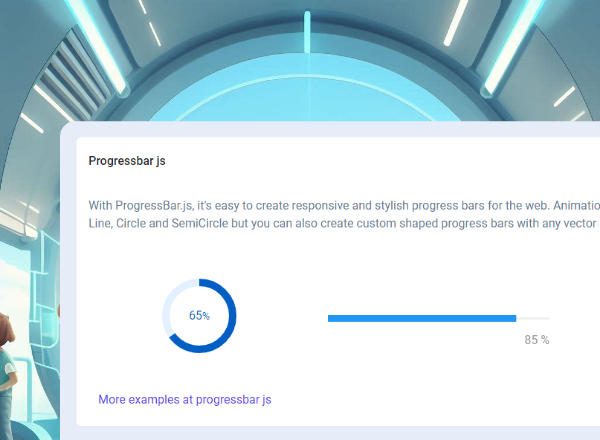 Progressbar js
With ProgressBar.js, it's easy to create responsive and stylish progress bars for the web.
Line, Circle and SemiCircle but you can also create custom shaped progress bars with any vector
65%
85 %
More examples at progressbar js